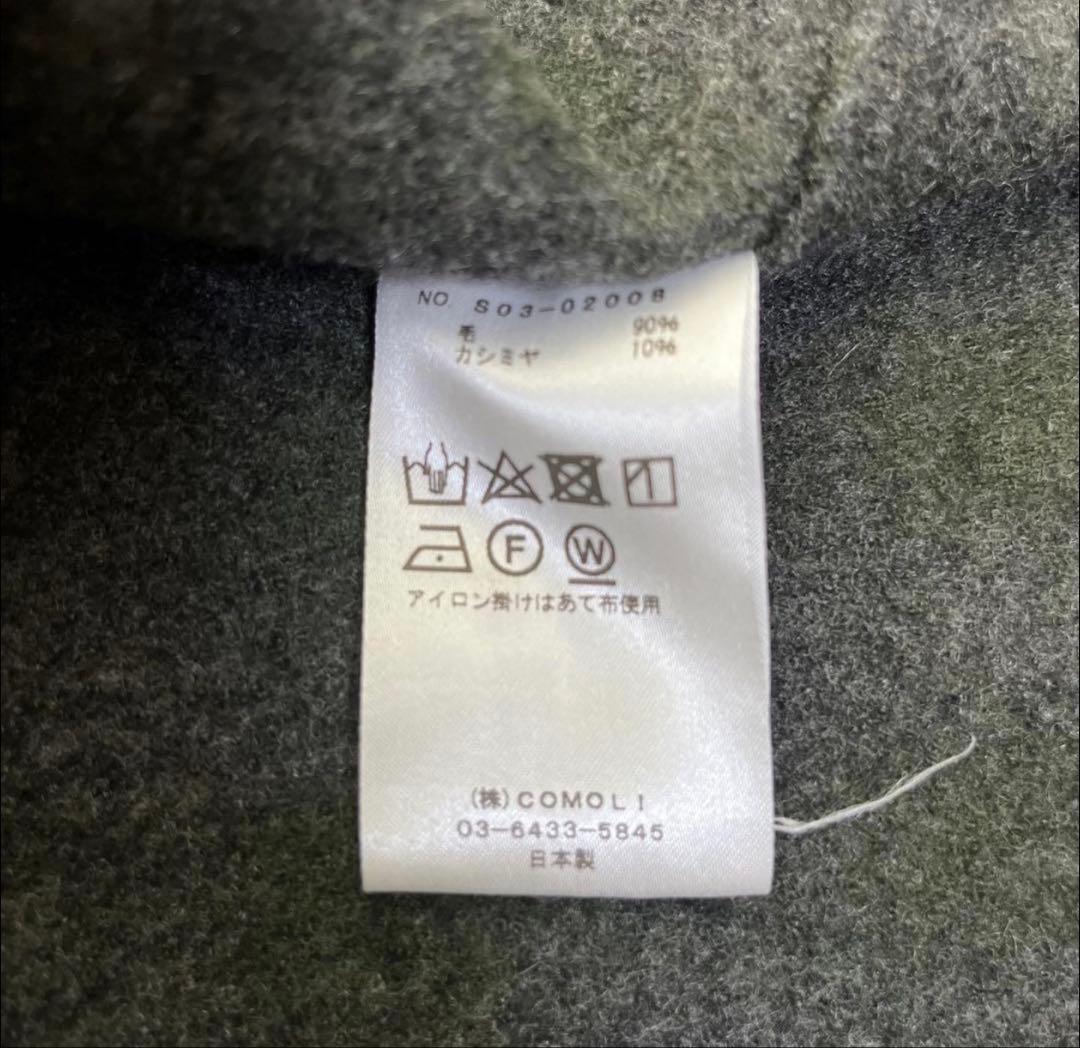 NO. S03-02008
毛 90%
カシミヤ 10%
F W
アイロン掛けはあて布使用
(株)COMOLI
03-6433-5845
日本製